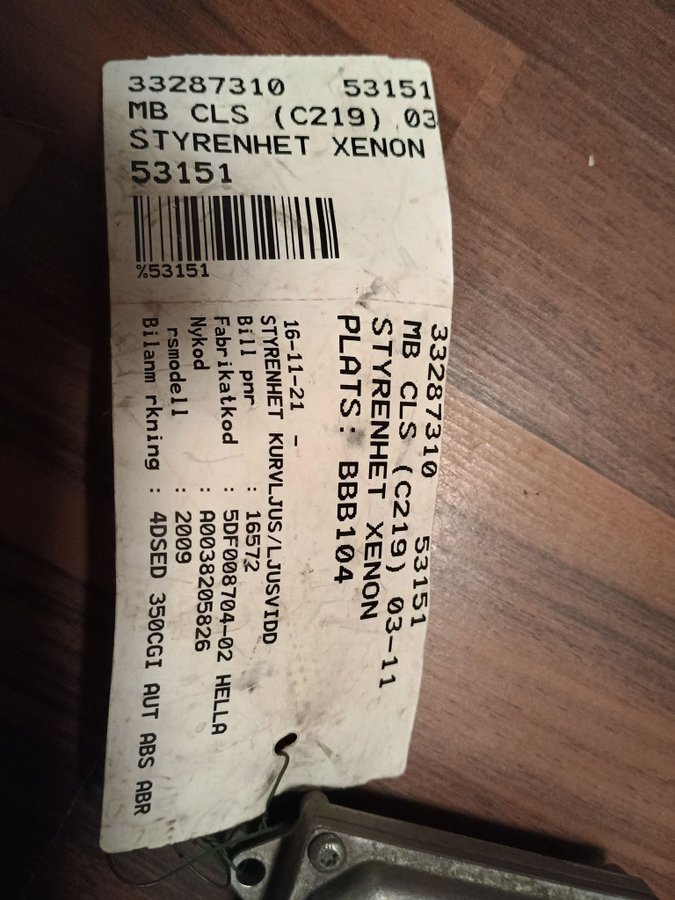 33287310 53151
MB CLS (C219) 03
STYRENHET XENON
53151
%53151
33287310 53151
MB CLS (C219) 03-11
STYRENHET XENON
PLATS: BBB104
16-11-21 -
STYRENHET KURVLJUS/LJUSVIDD
Bill pnr : 16572
Fabrikatkod : 5DF008704-02 HELLA
Nykod : A0038205826
rsmodell : 2009
Bilanm rkning : 4DSED 350CGI AUT ABS ABR